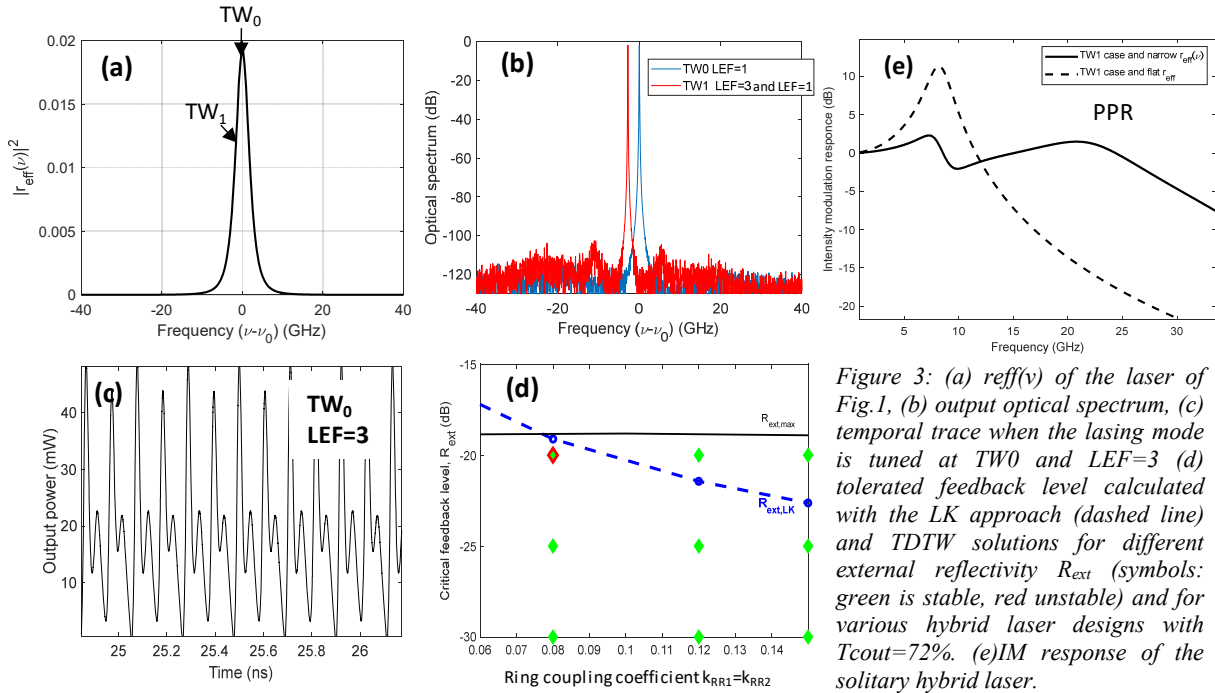 TW0
(a)
TW1
0.02
0.015
0.01
0.005
0
|reff(ν)|2
-40
-20
0
20
40
Frequency (ν-ν0) (GHz)
(b)
TW0 LEF=1
TW1 LEF=3 and LEF=1
0
-20
-40
-60
-80
-100
-120
Optical spectrum (dB)
-40
-20
0
20
40
Frequency (ν-ν0) (GHz)
(e)
TW1 case and narrow reff(ν)
TW1 case and flat reff
PPR
10
5
0
-5
-10
-15
-20
Intensity modulation responce (dB)
5
10
15
20
25
30
Frequency (GHz)
(c)
TW0
LEF=3
40
30
20
10
Output power (mW)
25
25.2
25.4
25.6
25.8
26
Time (ns)
(d)
Rext,max
Rext,LK
-15
-20
-25
-30
Critical feedback level, Rext (dB)
0.06
0.07
0.08
0.09
0.1
0.11
0.12
0.13
0.14
Ring coupling coefficient kRR1=kRR2
Figure 3: (a) reff(v) of the laser of
Fig.1, (b) output optical spectrum, (c)
temporal trace when the lasing mode
is tuned at TW0 and LEF=3 (d)
tolerated feedback level calculated
with the LK approach (dashed line)
and TDTW solutions for different
external reflectivity Rext (symbols:
green is stable, red unstable) and for
various hybrid laser designs with
Tcout=72%. (e)IM response of the
solitary hybrid laser.